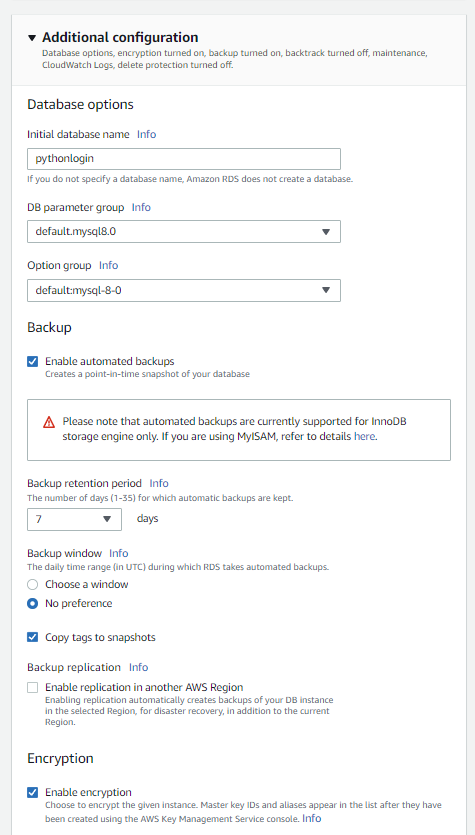 Additional configuration
Database options, encryption turned on, backup turned on, backtrack turned off, maintenance,
CloudWatch Logs, delete protection turned off.
Database options
Initial database name Info
pythonlogin
If you do not specify a database name, Amazon RDS does not create a database.
DB parameter group Info
default.mysql8.0
Option group Info
default:mysql-8-0
Backup
Enable automated backups
Creates a point-in-time snapshot of your database
Please note that automated backups are currently supported for InnoDB
storage engine only. If you are using MyISAM, refer to details here.
Backup retention period Info
The number of days (1-35) for which automatic backups are kept.
7 days
Backup window Info
The daily time range (in UTC) during which RDS takes automated backups.
Choose a window
No preference
Copy tags to snapshots
Backup replication Info
Enable replication in another AWS Region
Enabling replication automatically creates backups of your DB instance
in the selected Region, for disaster recovery, in addition to the current
Region.
Encryption
Enable encryption
Choose to encrypt the given instance. Master key IDs and aliases appear in the list after they have
been created using the AWS Key Management Service console. Info